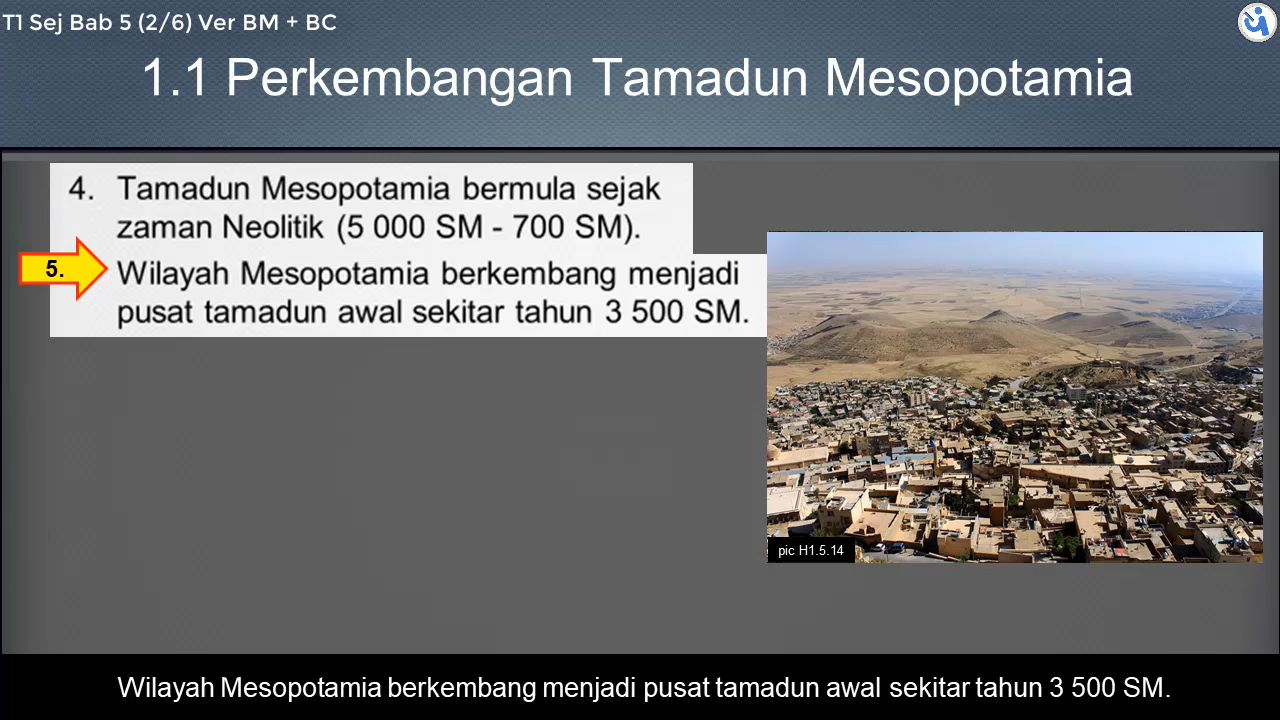 T1 Sej Bab 5 (2/6) Ver BM + BC
1.1 Perkembangan Tamadun Mesopotamia
4. Tamadun Mesopotamia bermula sejak
zaman Neolitik (5 000 SM - 700 SM).
5. Wilayah Mesopotamia berkembang menjadi
pusat tamadun awal sekitar tahun 3 500 SM.
pic H1.5.14
Wilayah Mesopotamia berkembang menjadi pusat tamadun awal sekitar tahun 3 500 SM.